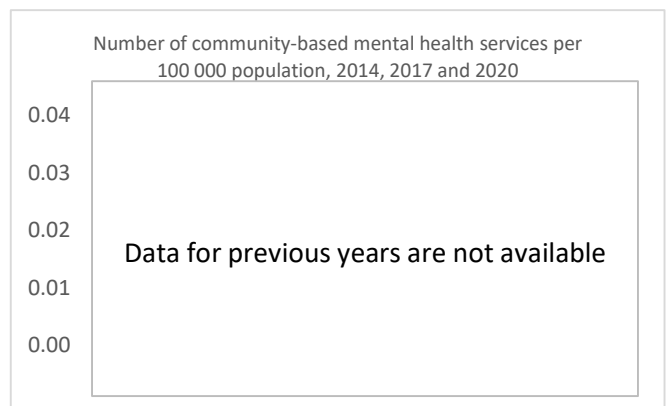 Number of community-based mental health services per
100 000 population, 2014, 2017 and 2020
0.04
0.03
0.02
Data for previous years are not available
0.01
0.00